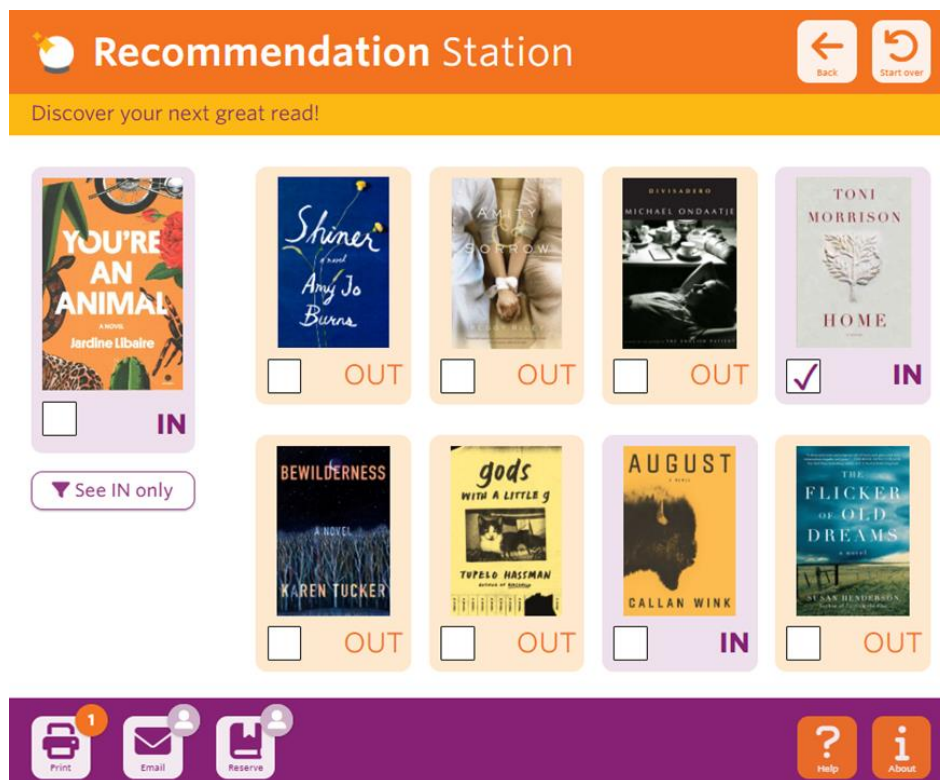 Recommendation Station
Back
Start over
Discover your next great read!
YOU'RE
AN
ANIMAL
A NOVEL
Jardine Libaire
IN
See IN only
Shiner
a novel
Amy Jo
Burns
OUT
AMITY
&
SORROW
OUT
DIVISADERO
MICHAEL ONDAATJE
THE ENGLISH PATIENT
OUT
TONI
MORRISON
HOME
IN
BEWILDERNESS
A NOVEL
KAREN TUCKER
OUT
gods
WITH A LITTLE g
TUPELO HASSMAN
OUT
AUGUST
A NOVEL
CALLAN WINK
IN
THE
FLICKER
OF OLD
DREAMS
a novel
SUSAN HENDERSON
OUT
1
Print
Email
Reserve
Help
About